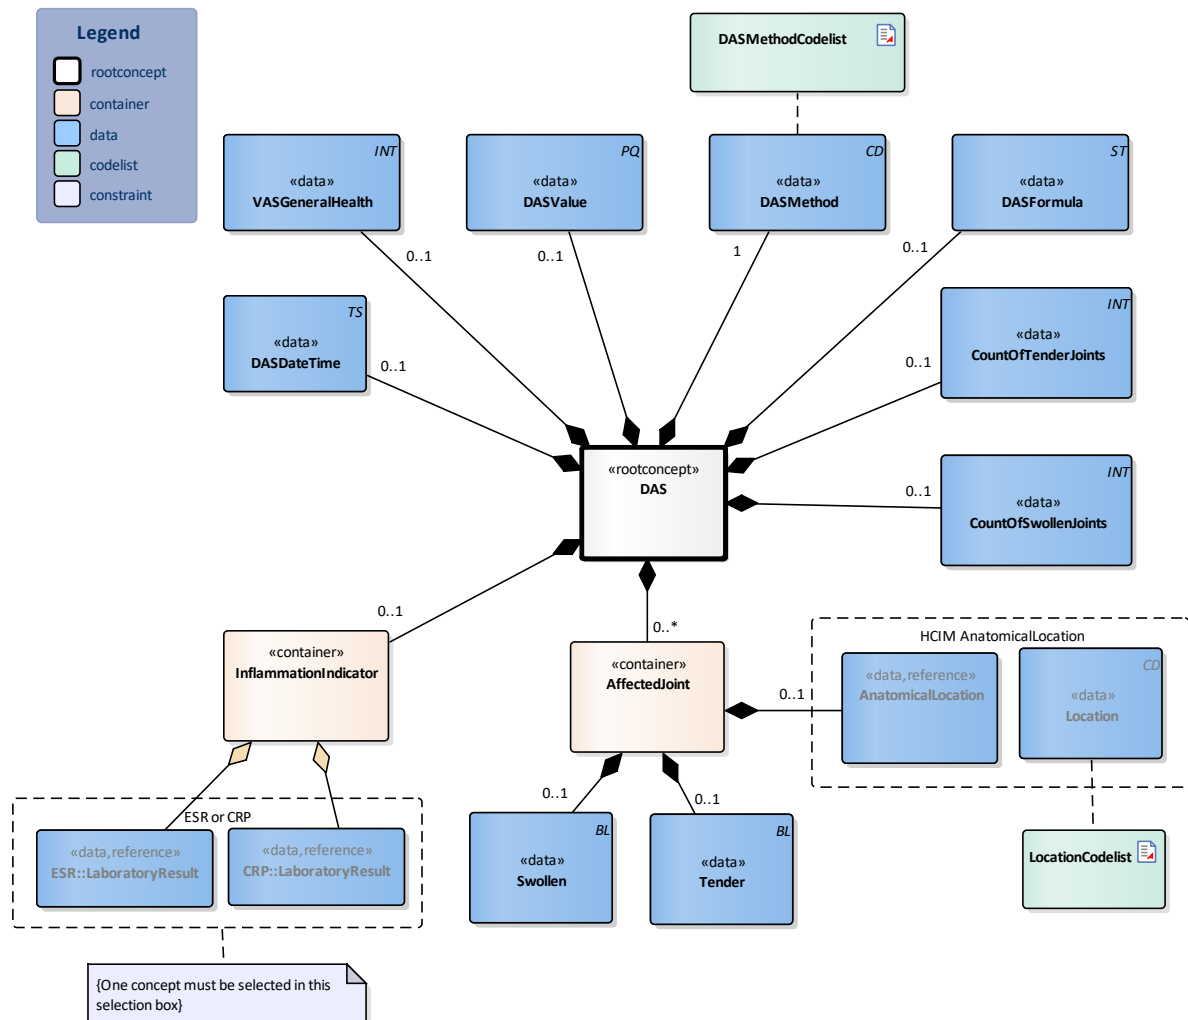 Legend
rootconcept
container
data
codelist
constraint
DASMethodCodelist
INT
«data»
VASGeneralHealth
PQ
«data»
DASValue
CD
«data»
DASMethod
ST
«data»
DASFormula
0..1
0..1
1
0..1
TS
«data»
DASDateTime
0..1
INT
«data»
CountOfTenderJoints
0..1
«rootconcept»
DAS
INT
«data»
CountOfSwollenJoints
0..1
0..1
0..*
«container»
InflammationIndicator
«container»
AffectedJoint
0..1
HCIM AnatomicalLocation
«data,reference»
AnatomicalLocation
CD
«data»
Location
ESR or CRP
«data,reference»
ESR::LaboratoryResult
«data,reference»
CRP::LaboratoryResult
0..1
0..1
BL
«data»
Swollen
BL
«data»
Tender
LocationCodelist
{One concept must be selected in this
selection box}